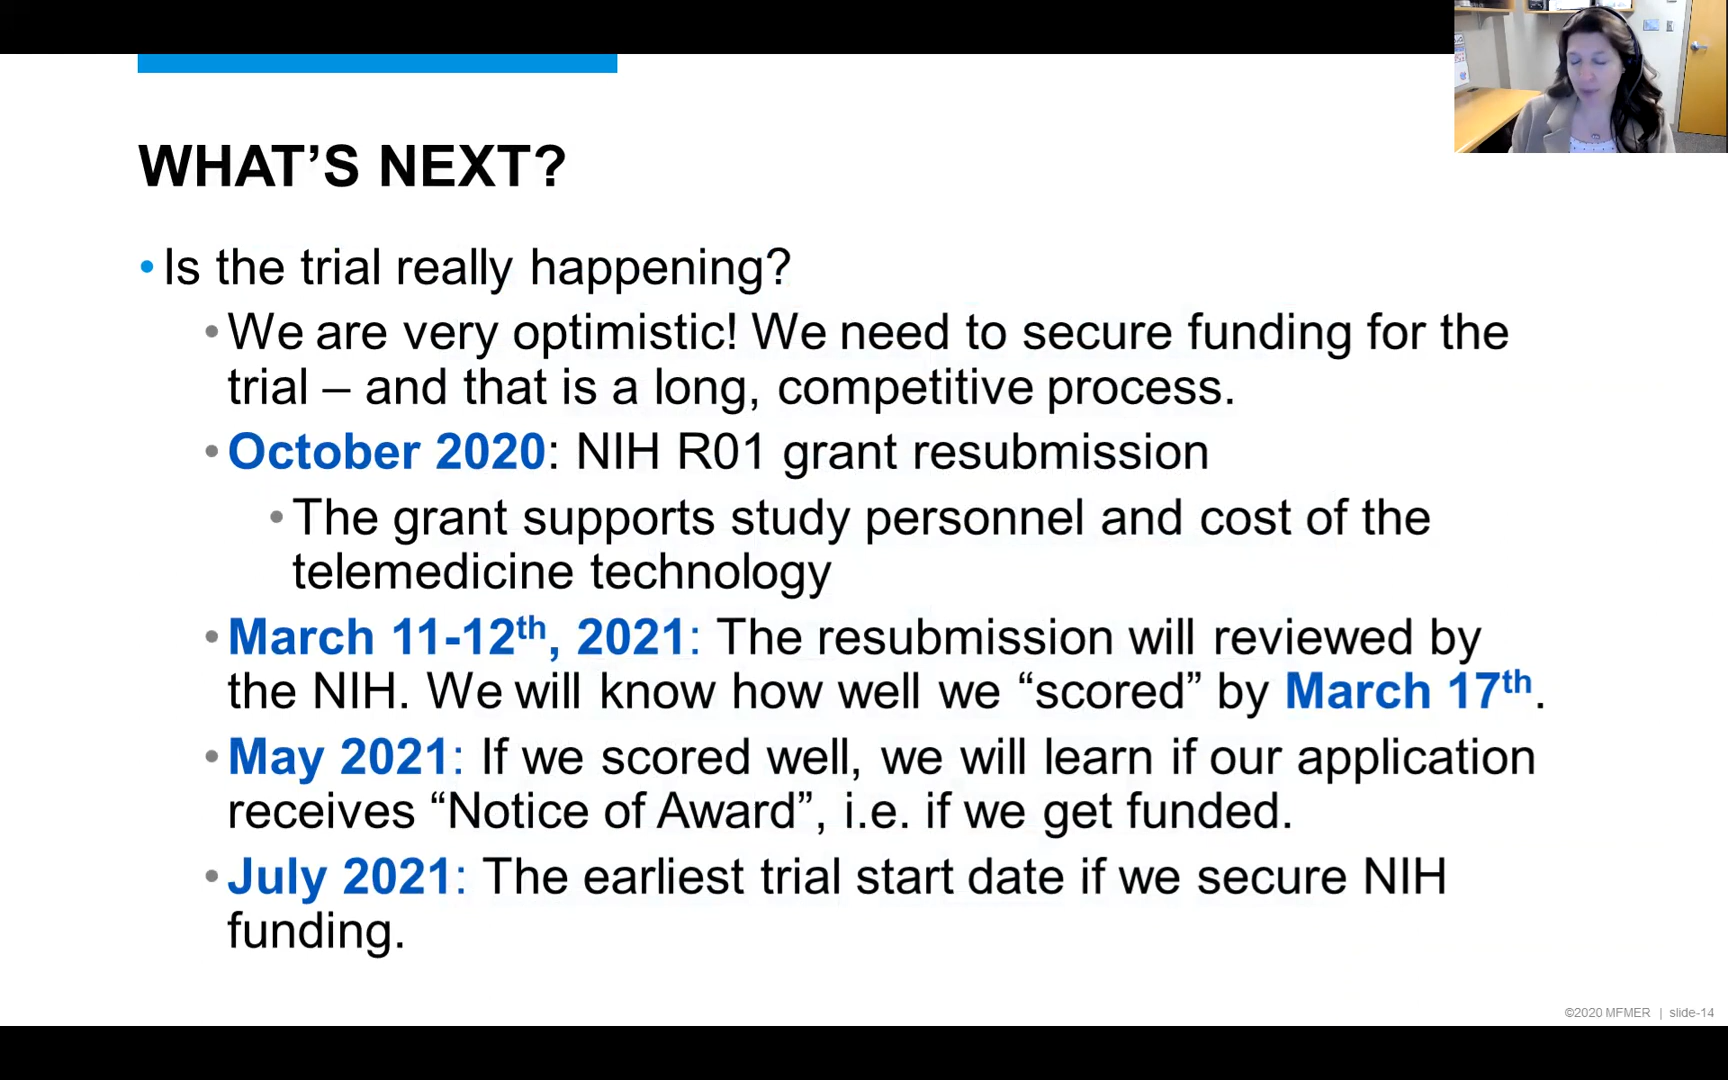 WHAT’S NEXT?
•Is the trial really happening?
•We are very optimistic! We need to secure funding for the
trial – and that is a long, competitive process.
•October 2020: NIH R01 grant resubmission
•The grant supports study personnel and cost of the
telemedicine technology
•March 11-12th, 2021: The resubmission will reviewed by
the NIH. We will know how well we “scored” by March 17th.
•May 2021: If we scored well, we will learn if our application
receives “Notice of Award”, i.e. if we get funded.
•July 2021: The earliest trial start date if we secure NIH
funding.
©2020 MFMER | slide-14